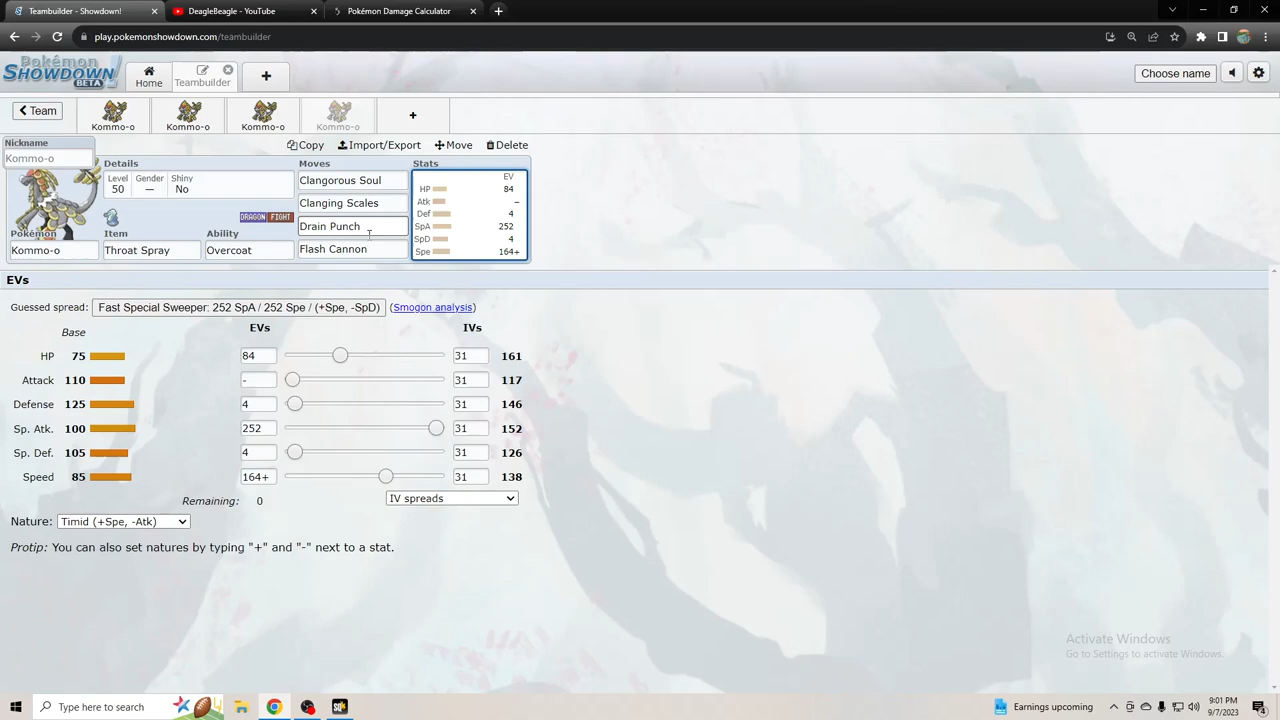 Teambuilder - Showdown!
DeagleBeagle - YouTube
Pokémon Damage Calculator
play.pokemonshowdown.com/teambuilder
Pokémon
SHOWDOWN
BETA
Home
Teambuilder
Choose name
Team
Kommo-o
Kommo-o
Kommo-o
Kommo-o
Copy
Import/Export
Move
Delete
Nickname
Kommo-o
Details
Level Gender Shiny
50 — No
DRAGON FIGHT
Pokémon
Kommo-o
Item
Throat Spray
Ability
Overcoat
Moves
Clangorous Soul
Clanging Scales
Drain Punch
Flash Cannon
Stats
EV
HP 84
Atk –
Def 4
SpA 252
SpD 4
Spe 164+
EVs
Guessed spread: Fast Special Sweeper: 252 SpA / 252 Spe / (+Spe, -SpD) (Smogon analysis)
Base EVs IVs
HP 75 84 31 161
Attack 110 - 31 117
Defense 125 4 31 146
Sp. Atk. 100 252 31 152
Sp. Def. 105 4 31 126
Speed 85 164+ 31 138
Remaining: 0 IV spreads
Nature: Timid (+Spe, -Atk)
Protip: You can also set natures by typing "+" and "-" next to a stat.
Activate Windows
Go to Settings to activate Windows.
Type here to search
Earnings upcoming
9:01 PM
9/7/2023
4